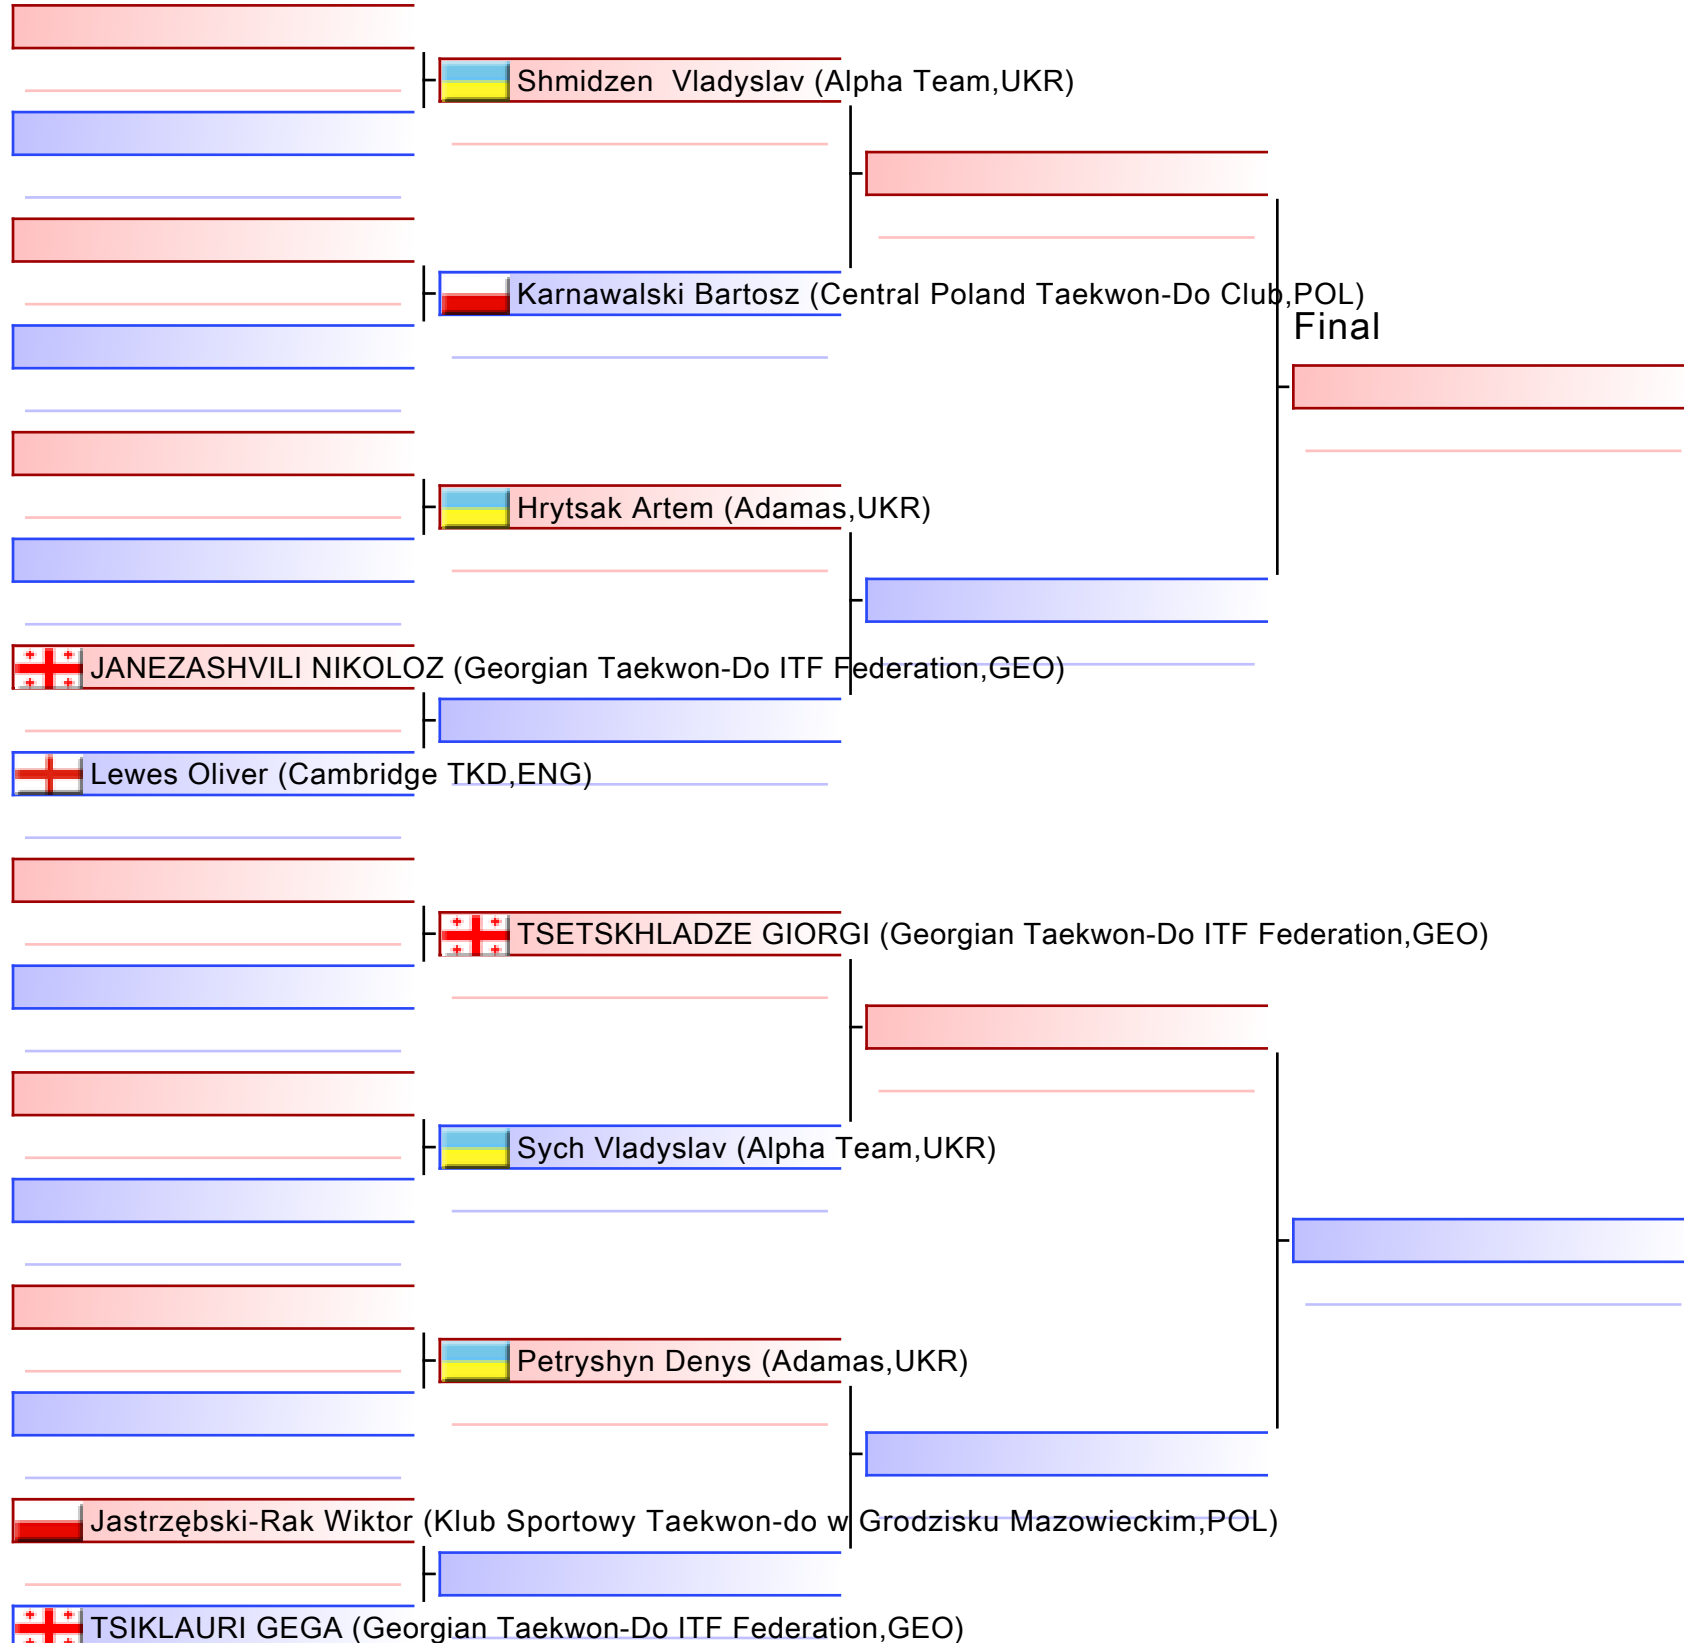 Shmidzen  Vladyslav (Alpha Team,UKR)
Karnawalski Bartosz (Central Poland Taekwon-Do Club,POL)
Final
Hrytsak Artem (Adamas,UKR)
JANEZASHVILI NIKOLOZ (Georgian Taekwon-Do ITF Federation,GEO)
Lewes Oliver (Cambridge TKD,ENG)
TSETSKHLADZE GIORGI (Georgian Taekwon-Do ITF Federation,GEO)
Sych Vladyslav (Alpha Team,UKR)
Petryshyn Denys (Adamas,UKR)
Jastrzębski-Rak Wiktor (Klub Sportowy Taekwon-do w Grodzisku Mazowieckim,POL)
TSIKLAURI GEGA (Georgian Taekwon-Do ITF Federation,GEO)